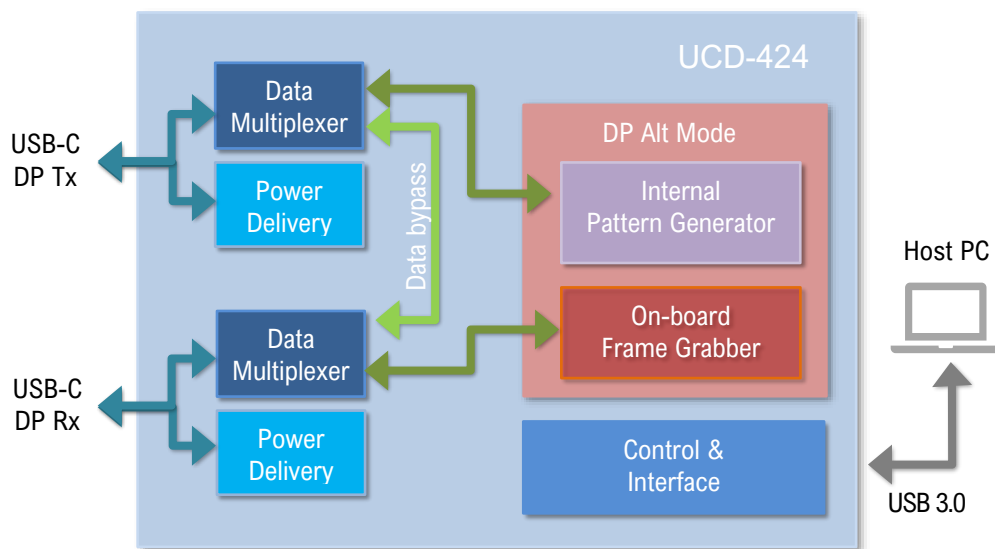 UCD-424
USB-C
DP Tx
Data
Multiplexer
Power
Delivery
Data bypass
DP Alt Mode
Internal
Pattern Generator
On-board
Frame Grabber
Host PC
USB-C
DP Rx
Data
Multiplexer
Power
Delivery
Control &
Interface
USB 3.0